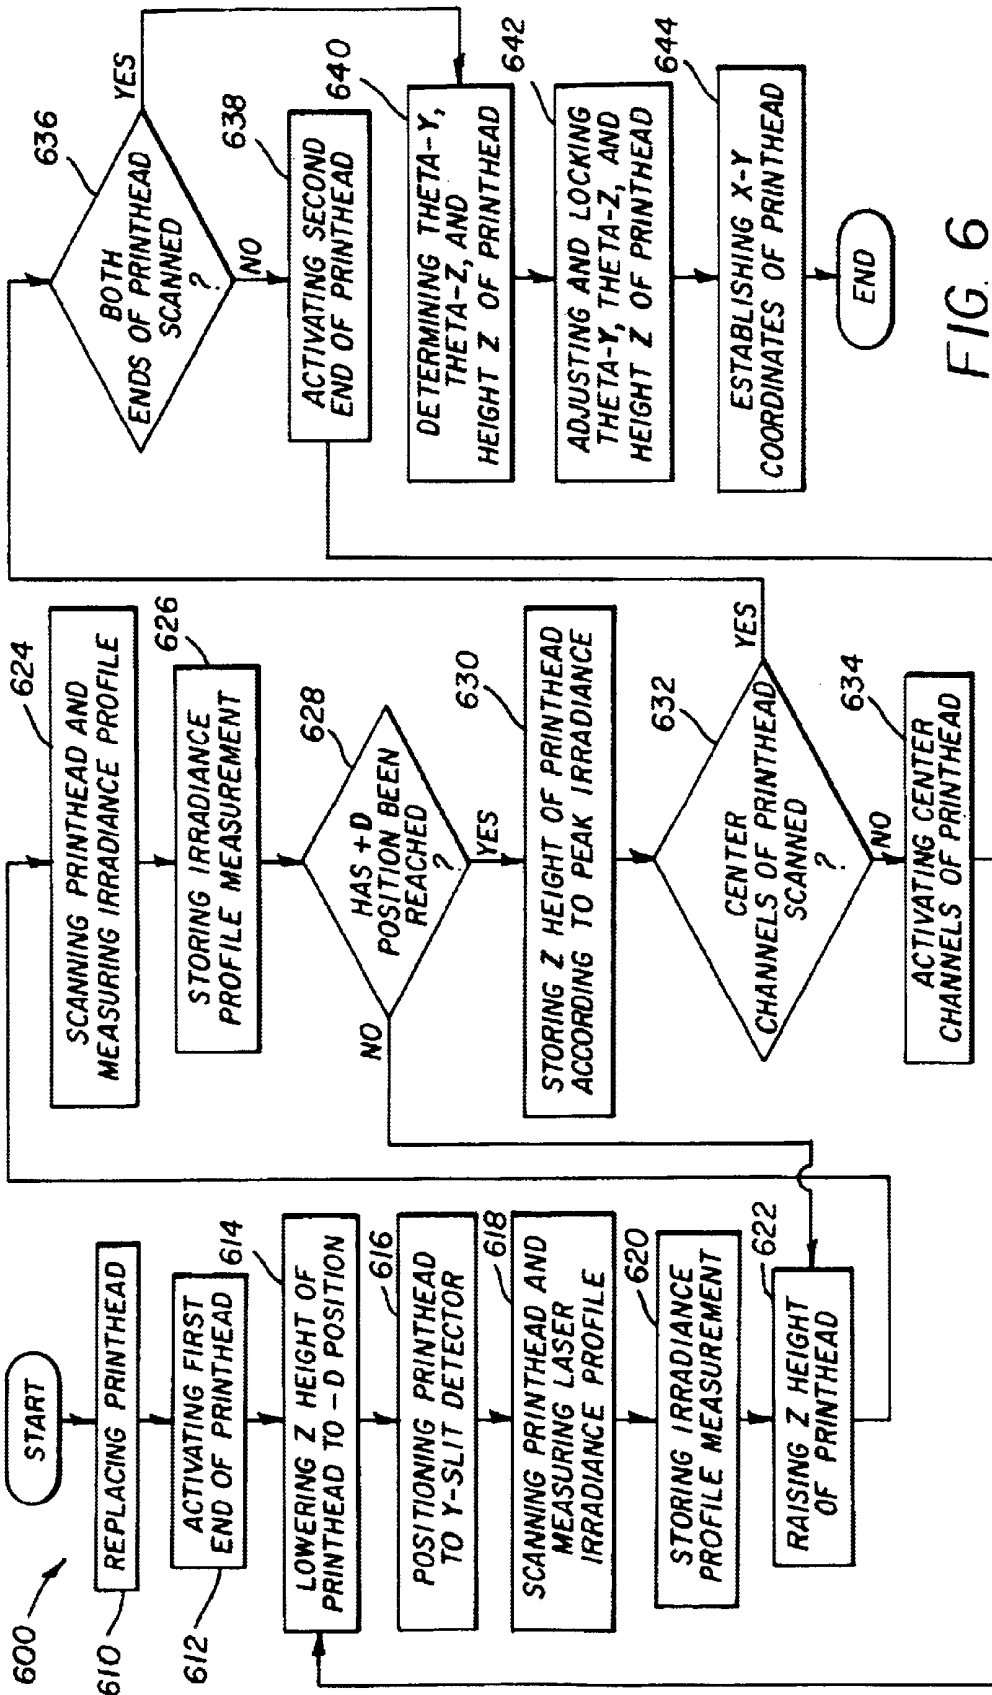 600
START
610
REPLACING PRINTHEAD
612
ACTIVATING FIRST
END OF PRINTHEAD
614
LOWERING Z HEIGHT OF
PRINTHEAD TO -D POSITION
616
POSITIONING PRINTHEAD
TO Y-SLIT DETECTOR
618
SCANNING PRINTHEAD AND
MEASURING LASER
IRRADIANCE PROFILE
620
STORING IRRADIANCE
PROFILE MEASUREMENT
622
RAISING Z HEIGHT
OF PRINTHEAD
624
SCANNING PRINTHEAD AND
MEASURING IRRADIANCE PROFILE
626
STORING IRRADIANCE
PROFILE MEASUREMENT
628
HAS +D
POSITION BEEN
REACHED
?
NO
YES
630
STORING Z HEIGHT OF PRINTHEAD
ACCORDING TO PEAK IRRADIANCE
632
CENTER
CHANNELS OF PRINTHEAD
SCANNED
?
YES
NO
634
ACTIVATING CENTER
CHANNELS OF PRINTHEAD
636
BOTH
ENDS OF PRINTHEAD
SCANNED
?
YES
NO
638
ACTIVATING SECOND
END OF PRINTHEAD
640
DETERMINING THETA-Y,
THETA-Z, AND
HEIGHT Z OF PRINTHEAD
642
ADJUSTING AND LOCKING
THETA-Y, THETA-Z, AND
HEIGHT Z OF PRINTHEAD
644
ESTABLISHING X-Y
COORDINATES OF PRINTHEAD
END
FIG. 6